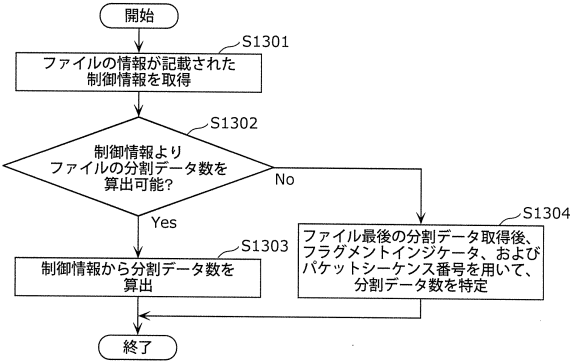 開始
S1301
ファイルの情報が記載された
制御情報を取得
S1302
制御情報より
ファイルの分割データ数を
算出可能?
No
Yes
S1303
制御情報から分割データ数を
算出
S1304
ファイル最後の分割データ取得後、
フラグメントインジケータ、および
パケットシーケンス番号を用いて、
分割データ数を特定
終了